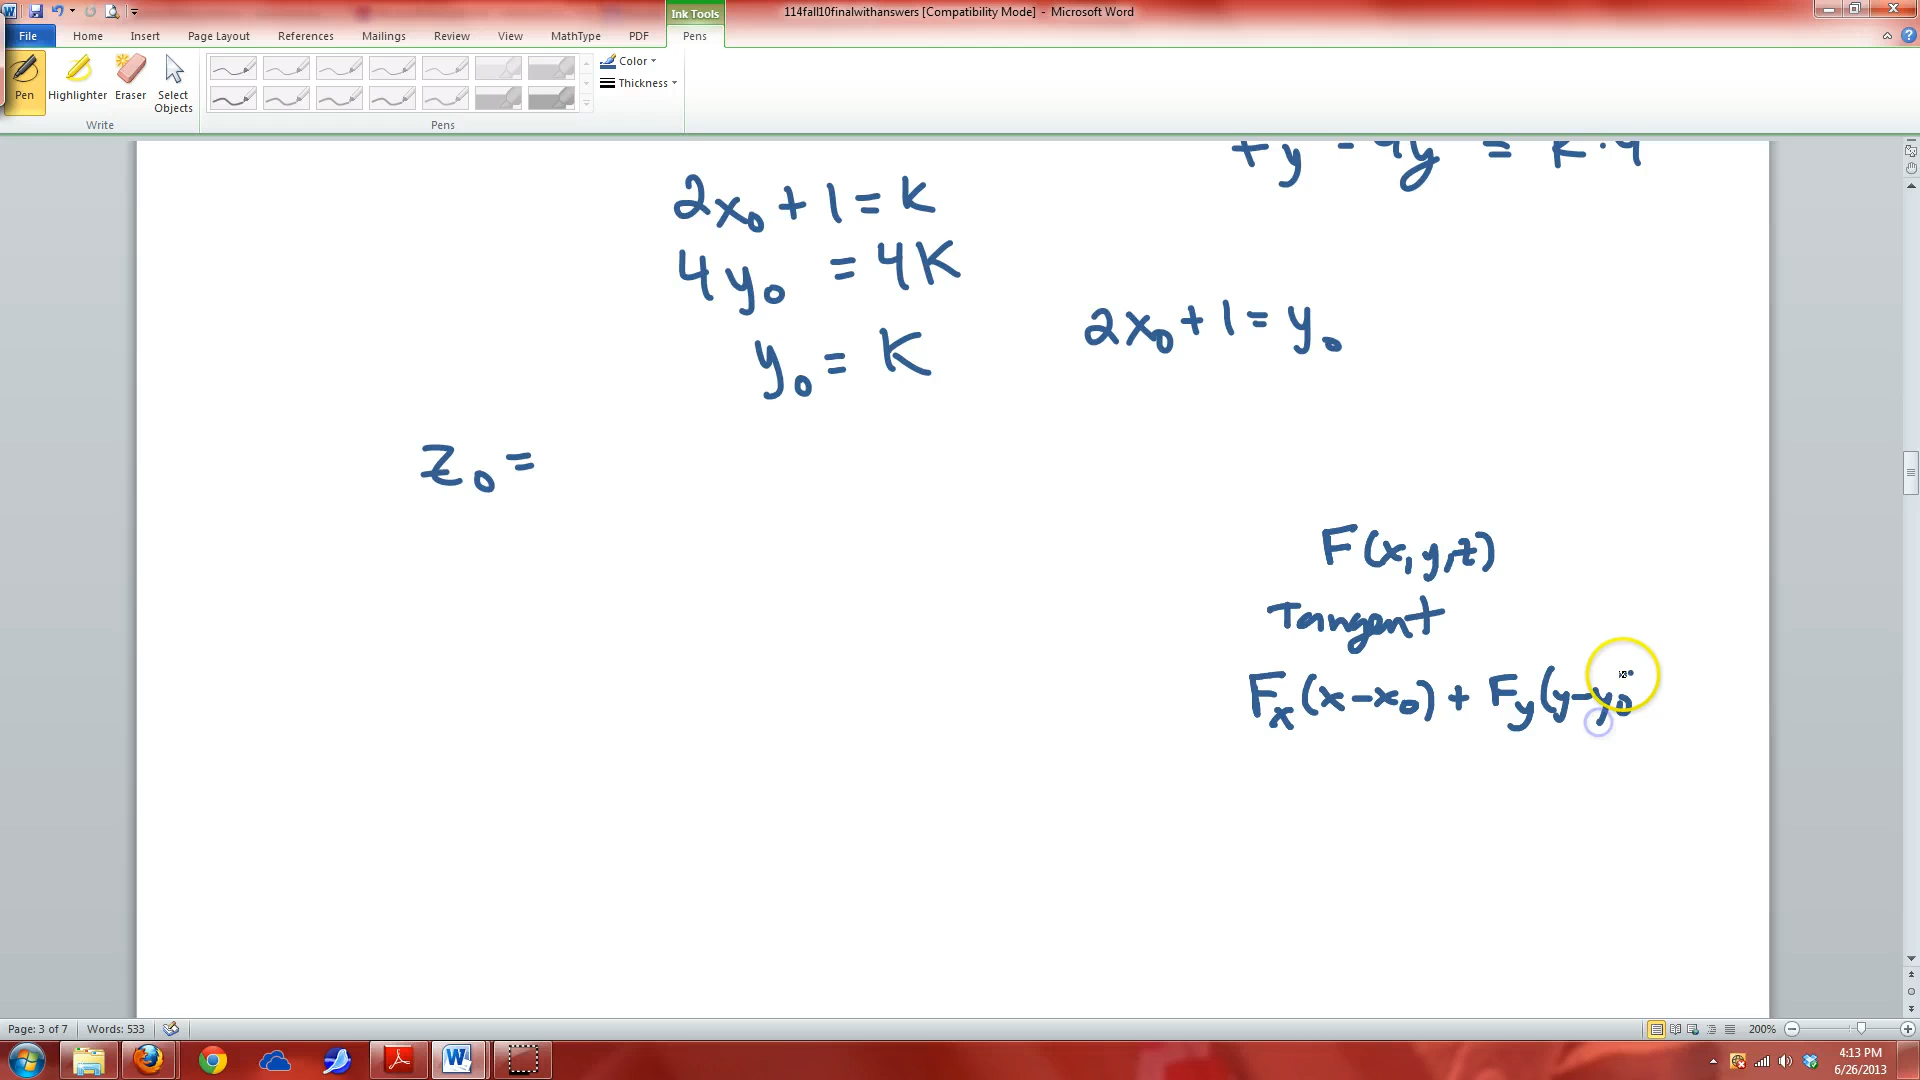 114fall10finalwithanswers [Compatibility Mode] - Microsoft Word
Ink Tools
File Home Insert Page Layout References Mailings Review View MathType PDF Pens
Pen Highlighter Eraser Select Objects
Color
Thickness
Write Pens
+ y - 4y = K · 4
2x₀ + 1 = K
4y₀ = 4K
2x₀ + 1 = y₀
y₀ = K
z₀ =
F(x, y, z)
Tangent
Fₓ(x - x₀) + F_y(y - y₀
Page: 3 of 7 Words: 533 200%
4:13 PM
6/26/2013